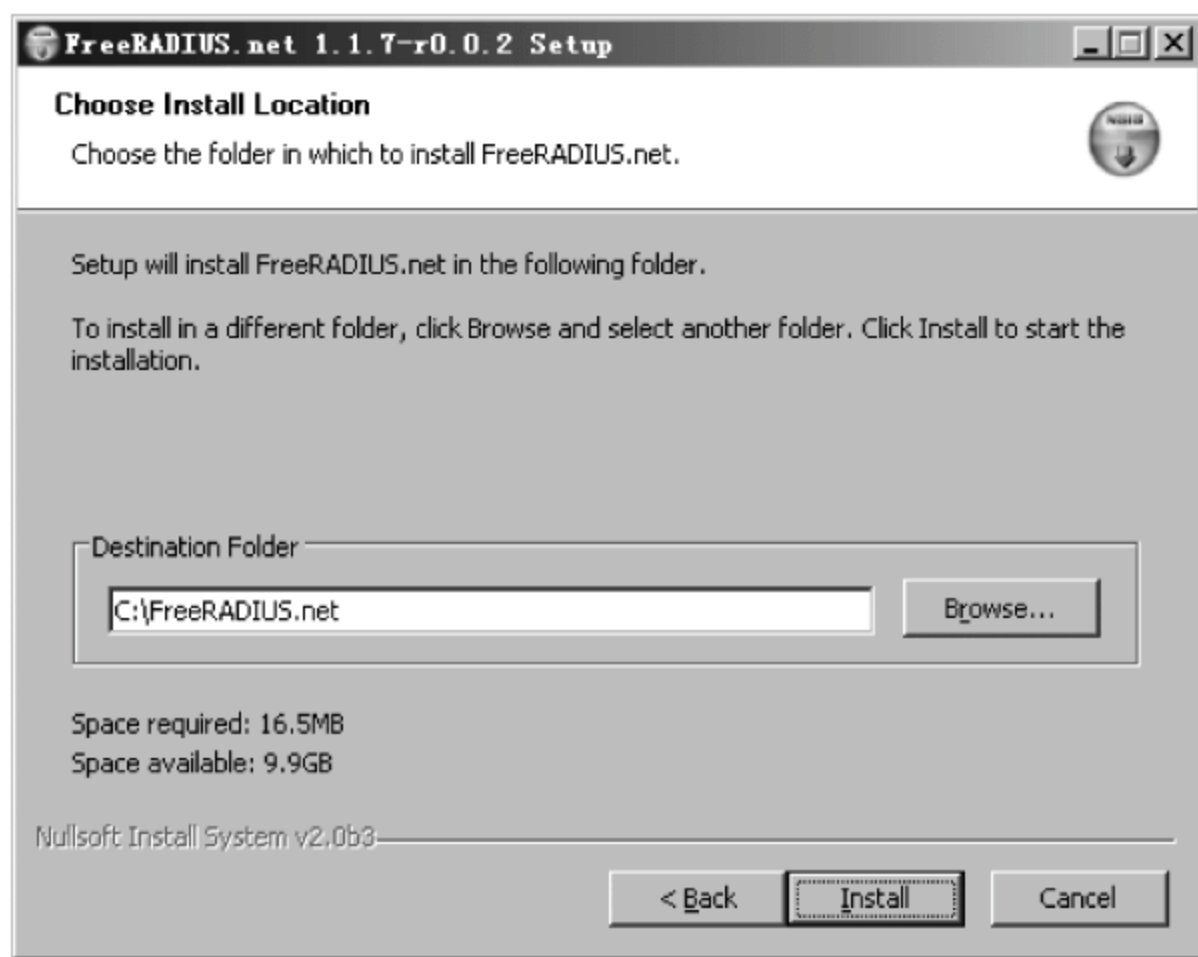 FreeRADIUS.net 1.1.7-r0.0.2 Setup
Choose Install Location
Choose the folder in which to install FreeRADIUS.net.
Setup will install FreeRADIUS.net in the following folder.
To install in a different folder, click Browse and select another folder. Click Install to start the
installation.
Destination Folder
C:\FreeRADIUS.net
Browse...
Space required: 16.5MB
Space available: 9.9GB
Nullsoft Install System v2.0b3
< Back
Install
Cancel